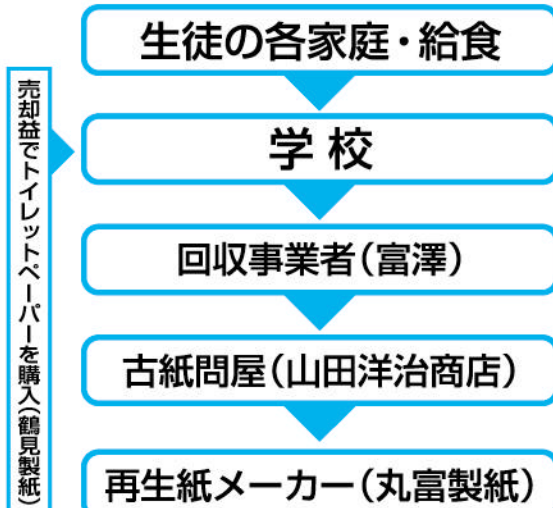 生徒の各家庭・給食
学校
回収事業者(富澤)
古紙問屋(山田洋治商店)
再生紙メーカー(丸富製紙)
売却益でトイレットペーパーを購入(鶴見製紙)